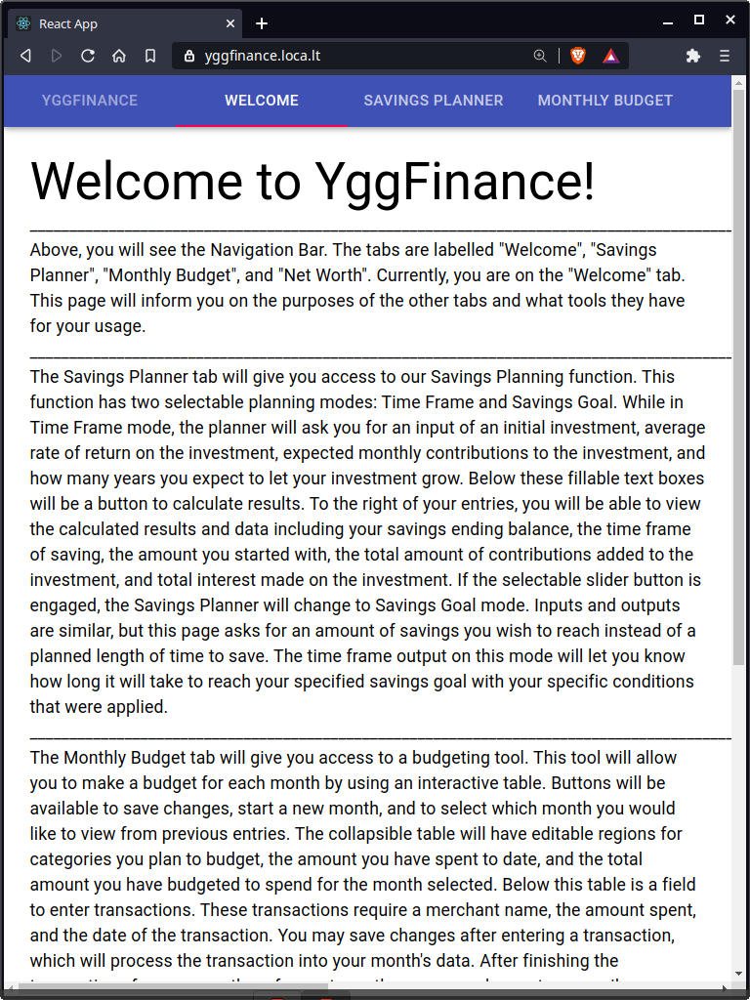 React App
yggfinance.loca.lt
YGGFINANCE WELCOME SAVINGS PLANNER MONTHLY BUDGET
Welcome to YggFinance!
Above, you will see the Navigation Bar. The tabs are labelled "Welcome", "Savings
Planner", "Monthly Budget", and "Net Worth". Currently, you are on the "Welcome" tab.
This page will inform you on the purposes of the other tabs and what tools they have
for your usage.
The Savings Planner tab will give you access to our Savings Planning function. This
function has two selectable planning modes: Time Frame and Savings Goal. While in
Time Frame mode, the planner will ask you for an input of an initial investment, average
rate of return on the investment, expected monthly contributions to the investment, and
how many years you expect to let your investment grow. Below these fillable text boxes
will be a button to calculate results. To the right of your entries, you will be able to view
the calculated results and data including your savings ending balance, the time frame
of saving, the amount you started with, the total amount of contributions added to the
investment, and total interest made on the investment. If the selectable slider button is
engaged, the Savings Planner will change to Savings Goal mode. Inputs and outputs
are similar, but this page asks for an amount of savings you wish to reach instead of a
planned length of time to save. The time frame output on this mode will let you know
how long it will take to reach your specified savings goal with your specific conditions
that were applied.
The Monthly Budget tab will give you access to a budgeting tool. This tool will allow
you to make a budget for each month by using an interactive table. Buttons will be
available to save changes, start a new month, and to select which month you would
like to view from previous entries. The collapsible table will have editable regions for
categories you plan to budget, the amount you have spent to date, and the total
amount you have budgeted to spend for the month selected. Below this table is a field
to enter transactions. These transactions require a merchant name, the amount spent,
and the date of the transaction. You may save changes after entering a transaction,
which will process the transaction into your month's data. After finishing the